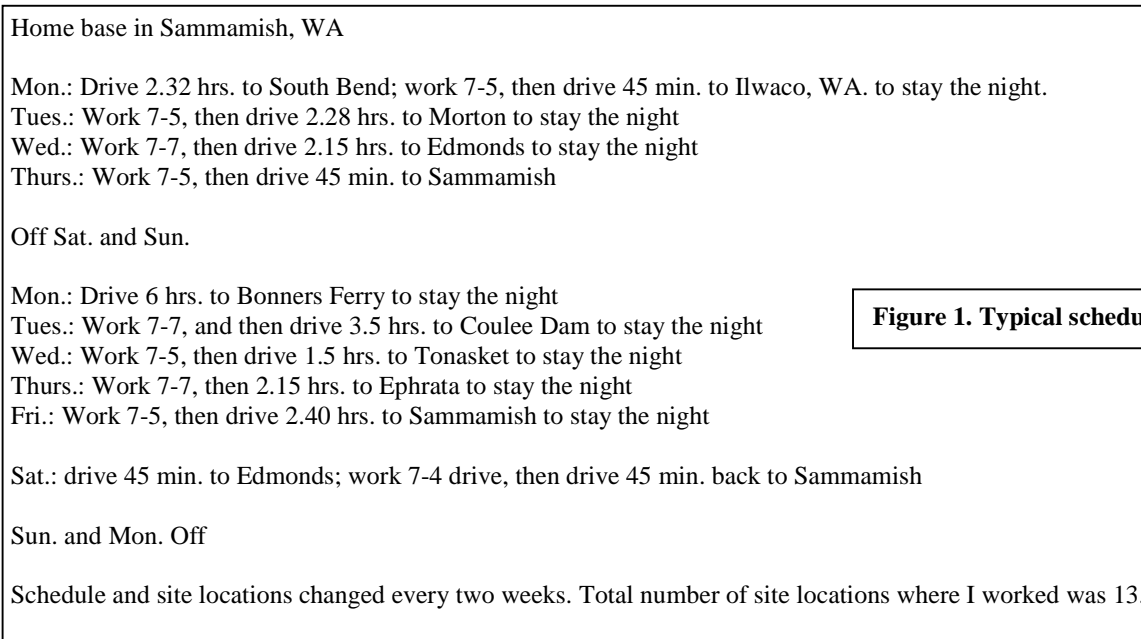 Home base in Sammamish, WA
Mon.: Drive 2.32 hrs. to South Bend; work 7-5, then drive 45 min. to Ilwaco, WA. to stay the night.
Tues.: Work 7-5, then drive 2.28 hrs. to Morton to stay the night
Wed.: Work 7-7, then drive 2.15 hrs. to Edmonds to stay the night
Thurs.: Work 7-5, then drive 45 min. to Sammamish
Off Sat. and Sun.
Mon.: Drive 6 hrs. to Bonners Ferry to stay the night
Figure 1. Typical
Tues.: Work 7-7, and then drive 3.5 hrs. to Coulee Dam to stay the night
Wed.: Work 7-5, then drive 1.5 hrs. to Tonasket to stay the night
Thurs.: Work 7-7, then 2.15 hrs. to Ephrata to stay the night
Fri.: Work 7-5, then drive 2.40 hrs. to Sammamish to stay the night
Sat.: drive 45 min. to Edmonds; work 7-4 drive, then drive 45 min. back to Sammamish
Sun. and Mon. Off
Schedule and site locations changed every two weeks. Total number of site locations where I worked was 13.